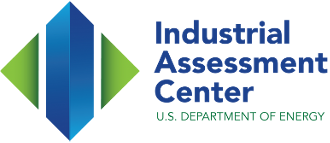 Industrial
Assessment
Center
U.S. DEPARTMENT OF ENERGY